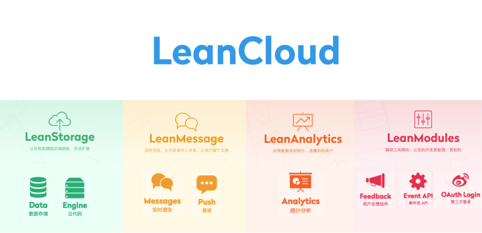 LeanCloud
LeanStorage
LeanMessage
LeanAnalytics
LeanModules
Data
数据存储
Engine
云代码
Messages
实时通信
Push
推送
Analytics
统计分析
Feedback
用户反馈组件
Event API
事件流 API
OAuth Login
第三方登录